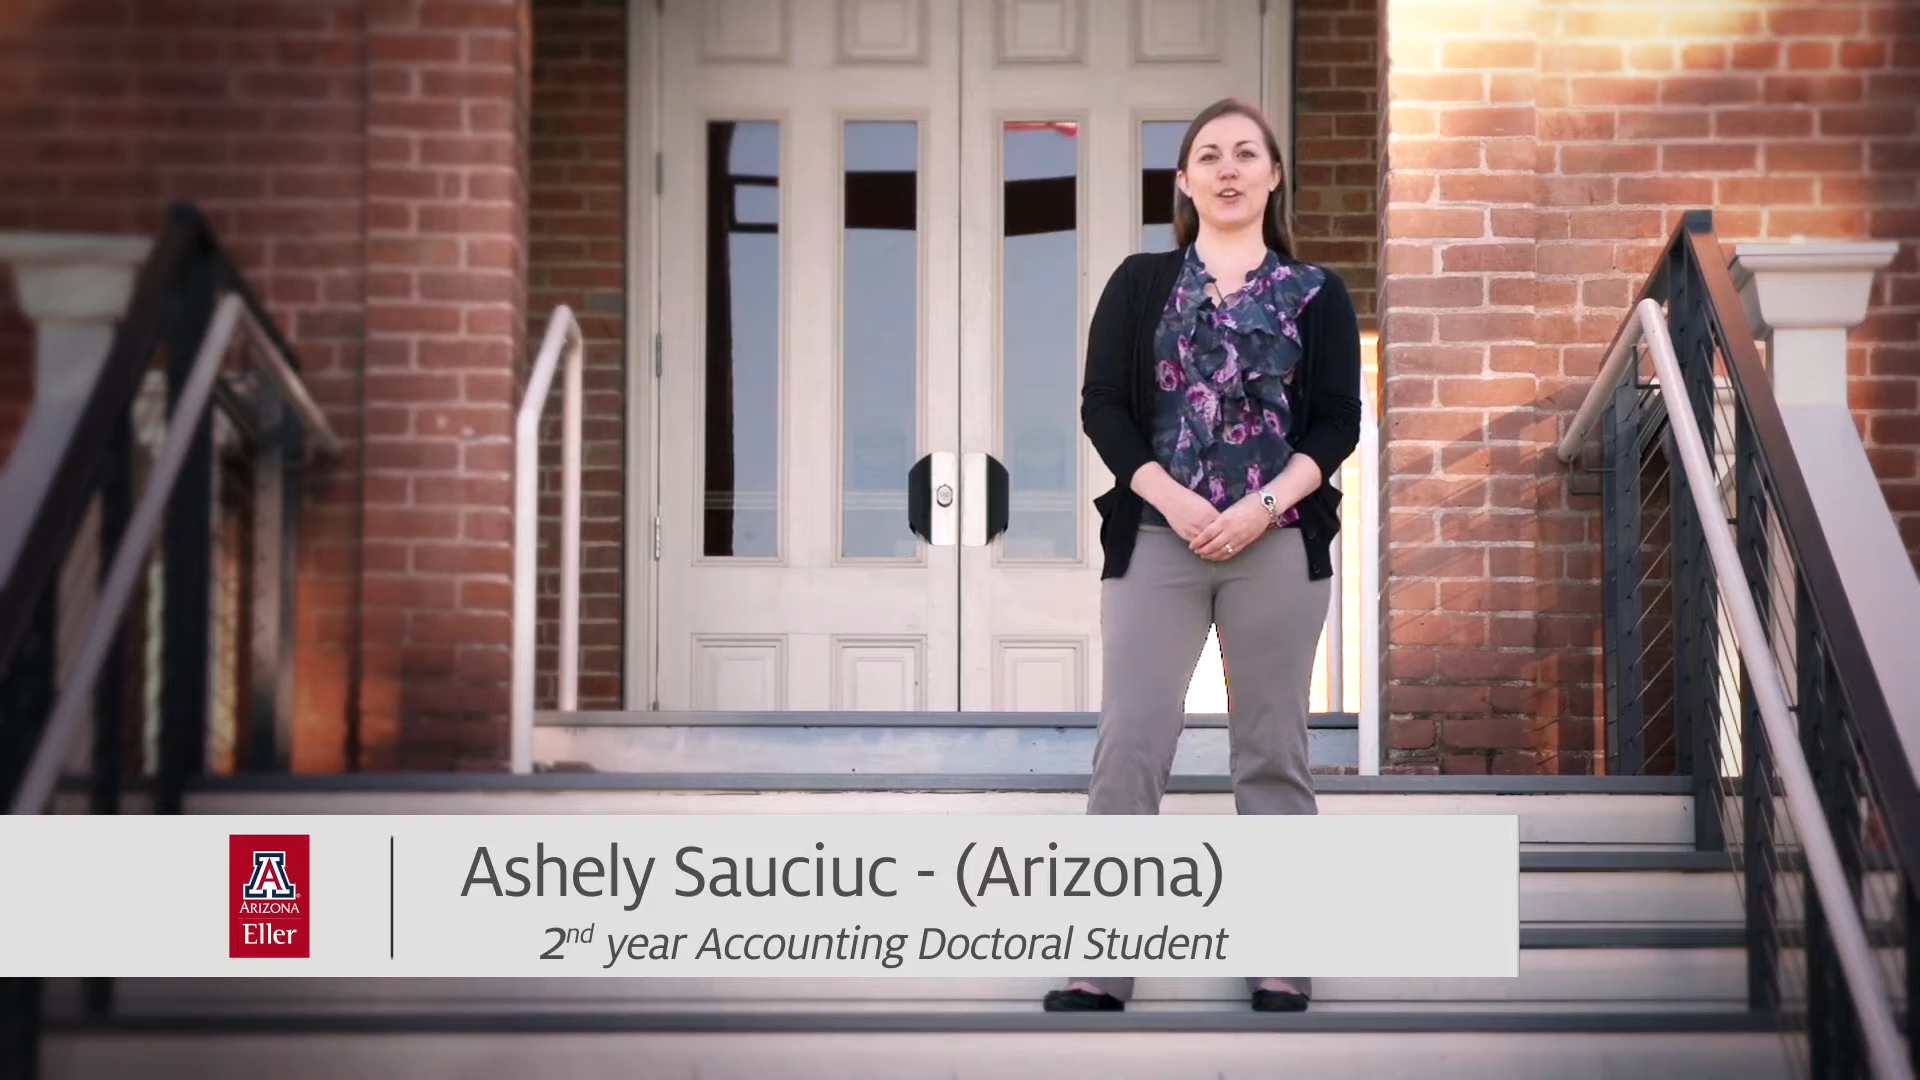 Ashely Sauciuc - (Arizona)
2nd year Accounting Doctoral Student
A
ARIZONA
Eller